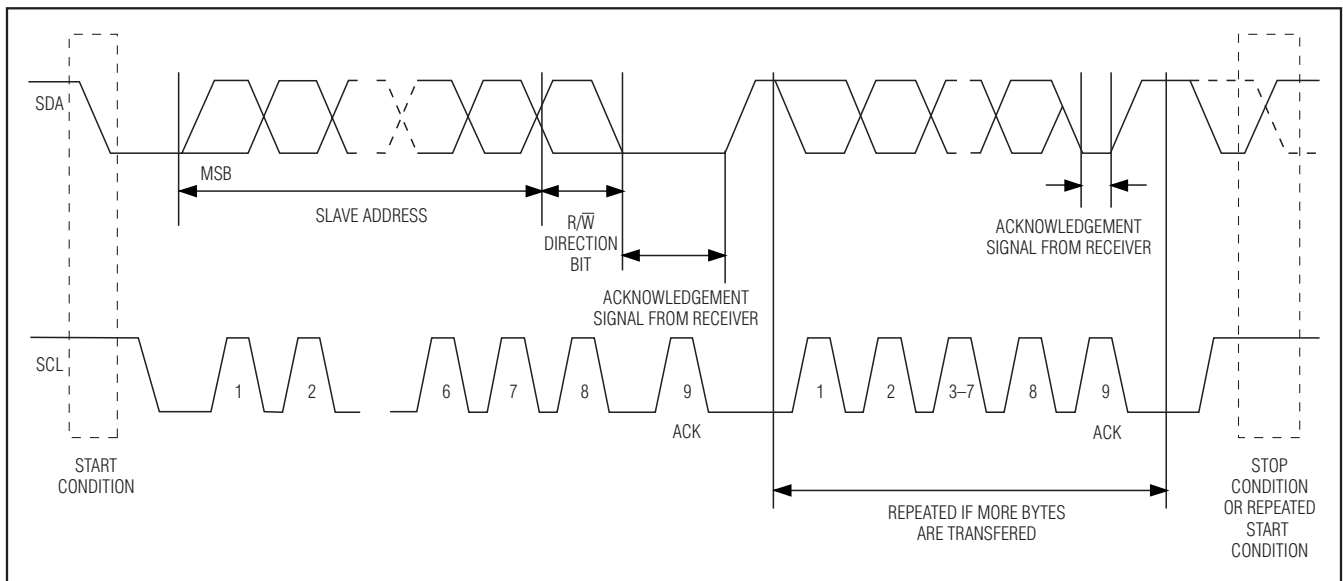 SDA
MSB
SLAVE ADDRESS
R/W̅
DIRECTION
BIT
ACKNOWLEDGEMENT
SIGNAL FROM RECEIVER
ACKNOWLEDGEMENT
SIGNAL FROM RECEIVER
SCL
1 2 6 7 8 9 1 2 3–7 8 9
ACK ACK
START
CONDITION
REPEATED IF MORE BYTES
ARE TRANSFERED
STOP
CONDITION
OR REPEATED
START
CONDITION